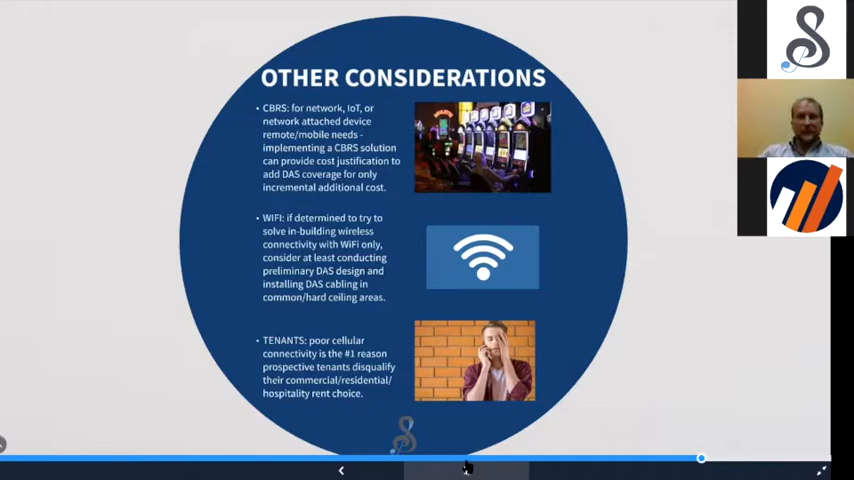 OTHER CONSIDERATIONS
• CBRS: for network, IoT, or
network attached device
remote/mobile needs -
implementing a CBRS solution
can provide cost justification to
add DAS coverage for only
incremental additional cost.
• WIFI: if determined to try to
solve in-building wireless
connectivity with WiFi only,
consider at least conducting
preliminary DAS design and
installing DAS cabling in
common/hard ceiling areas.
• TENANTS: poor cellular
connectivity is the #1 reason
prospective tenants disqualify
their commercial/residential/
hospitality rent choice.